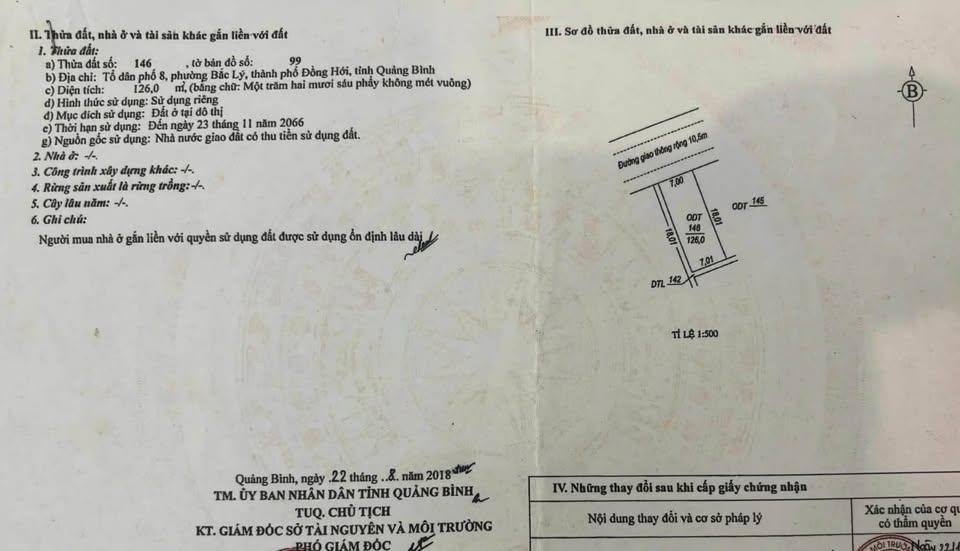 II. Thửa đất, nhà ở và tài sản khác gắn liền với đất
1. Thửa đất:
a) Thửa đất số: 146 , tờ bản đồ số: 99
b) Địa chỉ: Tổ dân phố 8, phường Bắc Lý, thành phố Đồng Hới, tỉnh Quảng Bình
c) Diện tích: 126,0 m², (bằng chữ: Một trăm hai mươi sáu phẩy không mét vuông)
d) Hình thức sử dụng: Sử dụng riêng
đ) Mục đích sử dụng: Đất ở tại đô thị
e) Thời hạn sử dụng: Đến ngày 23 tháng 11 năm 2066
g) Nguồn gốc sử dụng: Nhà nước giao đất có thu tiền sử dụng đất.
2. Nhà ở: -/-.
3. Công trình xây dựng khác: -/-.
4. Rừng sản xuất là rừng trồng: -/-.
5. Cây lâu năm: -/-.
6. Ghi chú:
Người mua nhà ở gắn liền với quyền sử dụng đất được sử dụng ổn định lâu dài
Quảng Bình, ngày 22 tháng 8 năm 2018
TM. ỦY BAN NHÂN DÂN TỈNH QUẢNG BÌNH
TUQ. CHỦ TỊCH
KT. GIÁM ĐỐC SỞ TÀI NGUYÊN VÀ MÔI TRƯỜNG
PHÓ GIÁM ĐỐC
III. Sơ đồ thửa đất, nhà ở và tài sản khác gắn liền với đất
B
Đường giao thông rộng 10,5m
7,00
ODT 145
ODT
146
126,0
18,01
18,01
7,01
DTL 142
TỈ LỆ 1:500
IV. Những thay đổi sau khi cấp giấy chứng nhận
Nội dung thay đổi và cơ sở pháp lý
Xác nhận của cơ qu
có thẩm quyền
MÔI TRƯ